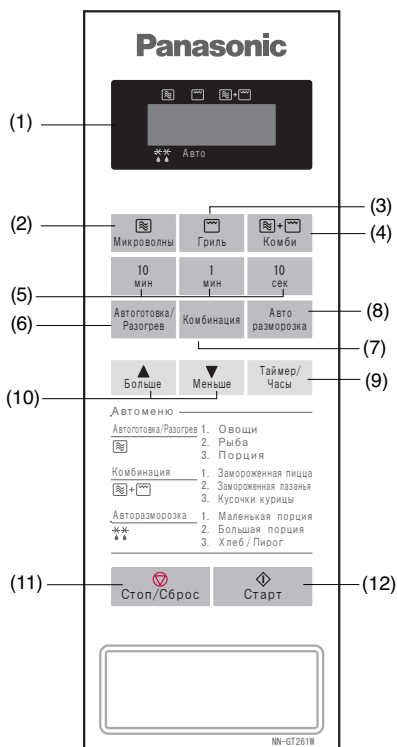 Panasonic
(1)
Авто
(3)
(2)
Микроволны
Гриль
Комби
(4)
10 мин
1 мин
10 сек
(5)
Автоготовка/
Разогрев
Комбинация
Авто
разморозка
(8)
(6)
(7)
Больше
Меньше
Таймер/
Часы
(9)
(10)
Автоменю
Автоготовка/Разогрев
1. Овощи
2. Рыба
3. Порция
Комбинация
1. Замороженная пицца
2. Замороженная лазанья
3. Кусочки курицы
Авторазморозка
1. Маленькая порция
2. Большая порция
3. Хлеб/Пирог
(11)
Стоп/Сброс
Старт
(12)
NN-GT261W